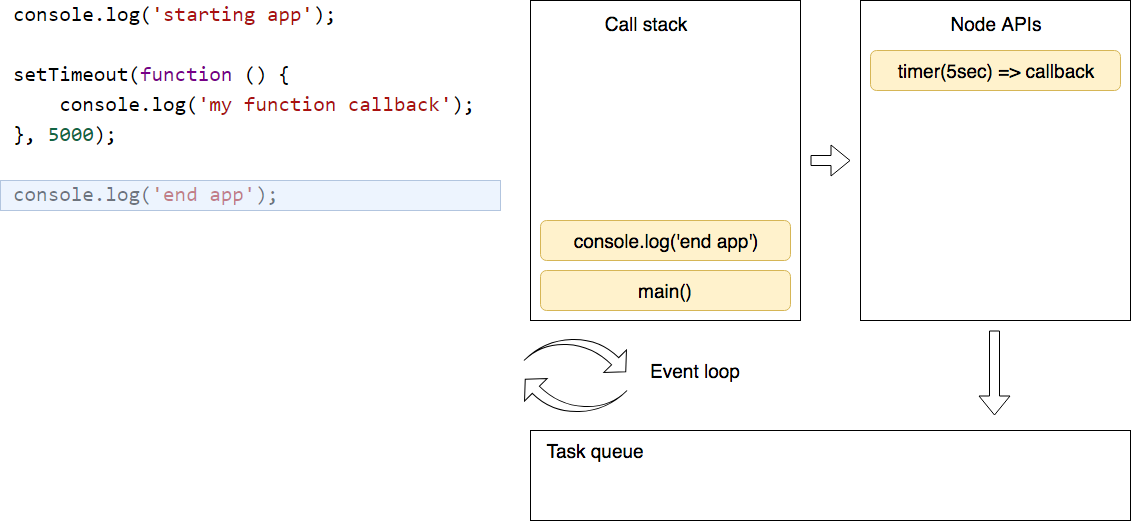 console.log('starting app');
setTimeout(function () {
    console.log('my function callback');
}, 5000);
console.log('end app');
Call stack
console.log('end app')
main()
Node APIs
timer(5sec) => callback
Event loop
Task queue